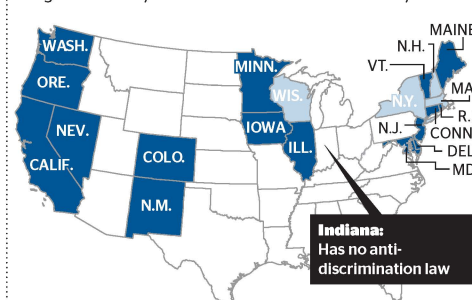 MAINE
WASH.
N.H.
MINN.
VT.
ORE.
WIS.
N.Y.
MA
R.
IOWA
N.J.
CONN
NEV.
ILL.
DEL
COLO.
MD
CALIF.
N.M.
Indiana:
Has no anti-
discrimination law